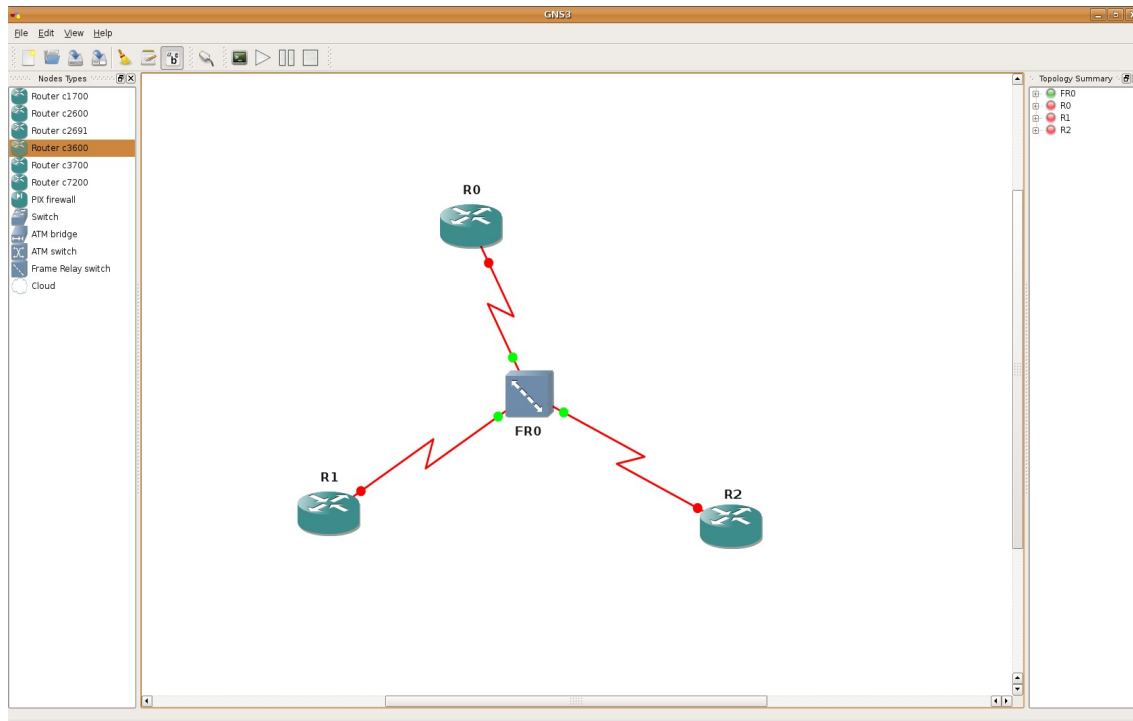 GNS3
File Edit View Help
Nodes Types
Topology Summary
Router c1700
Router c2600
Router c2691
Router c3600
Router c3700
Router c7200
PIX firewall
Switch
ATM bridge
ATM switch
Frame Relay switch
Cloud
R0
FR0
R1
R2
FR0
R0
R1
R2